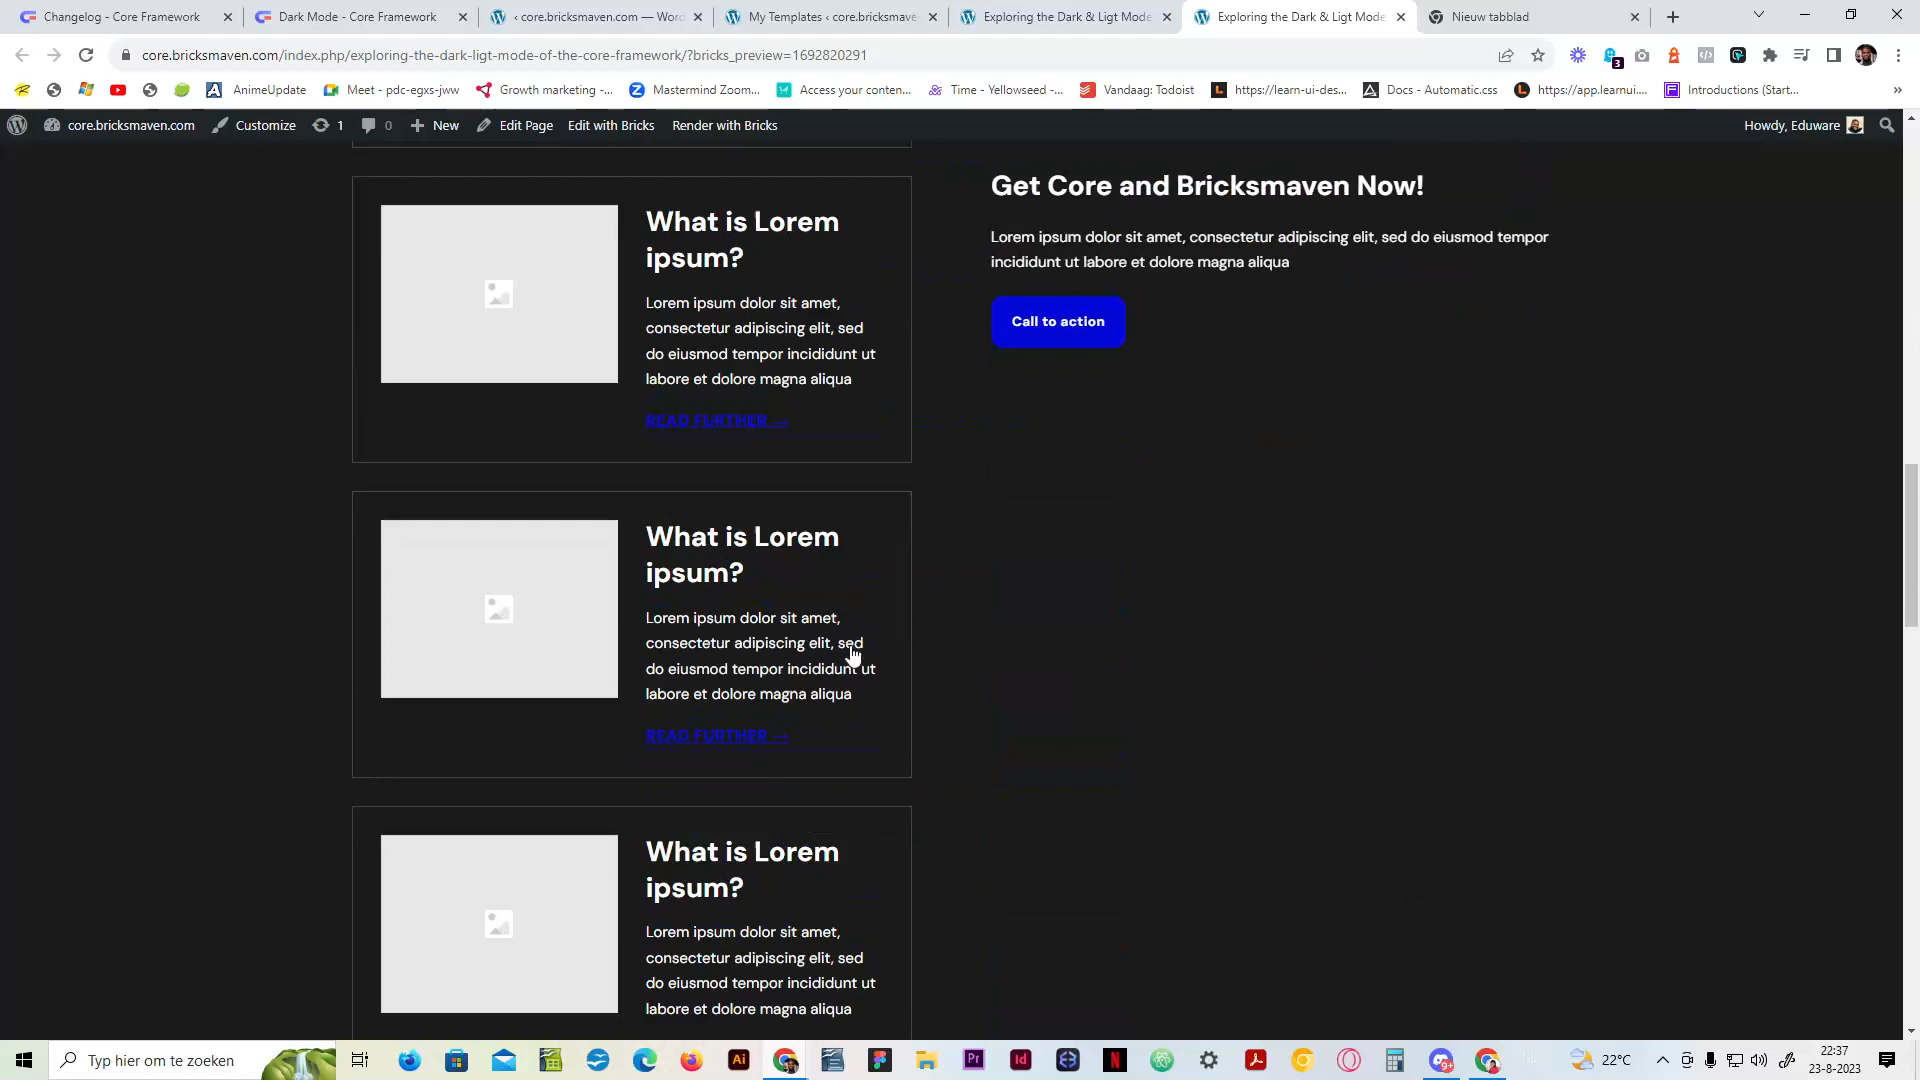 Changelog - Core Framework
Dark Mode - Core Framework
‹ core.bricksmaven.com — Word
My Templates ‹ core.bricksmave
Exploring the Dark & Ligt Mode
Exploring the Dark & Ligt Mode
Nieuw tabblad
core.bricksmaven.com/index.php/exploring-the-dark-ligt-mode-of-the-core-framework/?bricks_preview=1692820291
3
AnimeUpdate
Meet - pdc-egxs-jww
Growth marketing -...
Mastermind Zoom...
Access your conten...
Time - Yellowseed -...
Vandaag: Todoist
https://learn-ui-des...
Docs - Automatic.css
https://app.learnui....
Introductions (Start...
core.bricksmaven.com
Customize
1
0
New
Edit Page
Edit with Bricks
Render with Bricks
Howdy, Eduware
What is Lorem
ipsum?
Lorem ipsum dolor sit amet,
consectetur adipiscing elit, sed
do eiusmod tempor incididunt ut
labore et dolore magna aliqua
READ FURTHER →
What is Lorem
ipsum?
Lorem ipsum dolor sit amet,
consectetur adipiscing elit, sed
do eiusmod tempor incididunt ut
labore et dolore magna aliqua
READ FURTHER →
What is Lorem
ipsum?
Lorem ipsum dolor sit amet,
consectetur adipiscing elit, sed
do eiusmod tempor incididunt ut
labore et dolore magna aliqua
Get Core and Bricksmaven Now!
Lorem ipsum dolor sit amet, consectetur adipiscing elit, sed do eiusmod tempor
incididunt ut labore et dolore magna aliqua
Call to action
Typ hier om te zoeken
Ai
Pr
Id
N
9+
22°C
22:37
23-8-2023